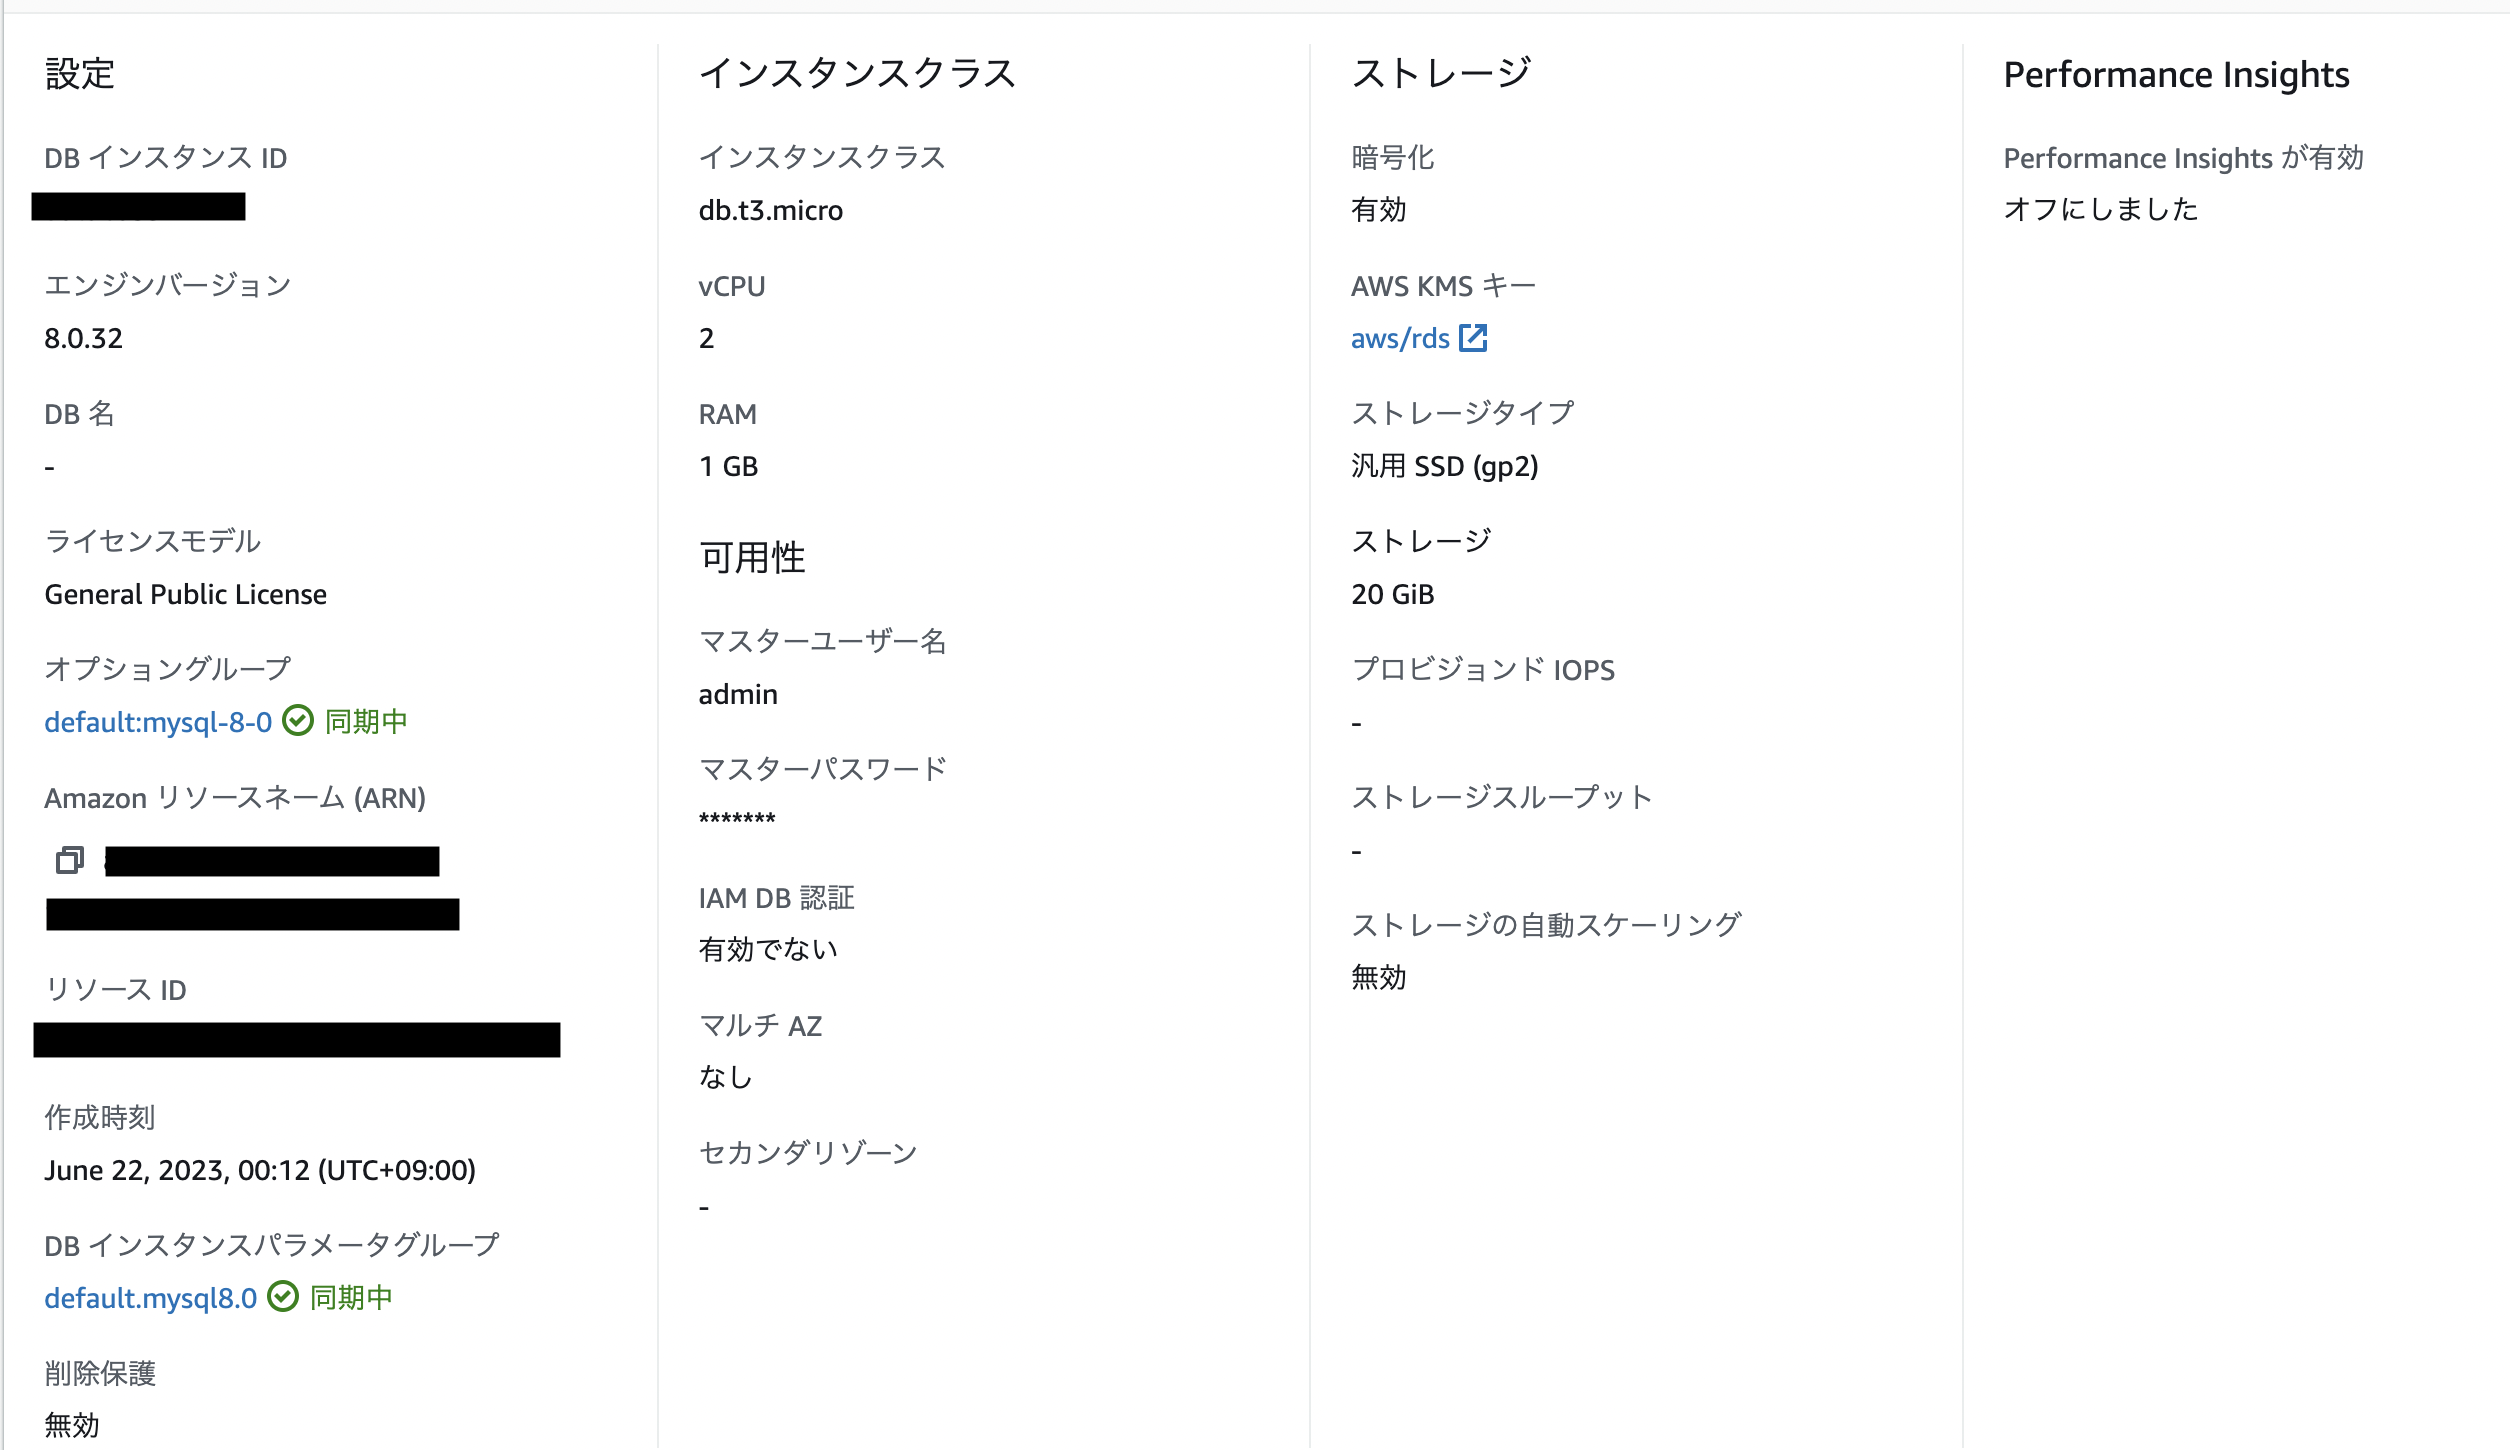 設定
DB インスタンス ID
エンジンバージョン
8.0.32
DB 名
-
ライセンスモデル
General Public License
オプショングループ
default:mysql-8-0 同期中
Amazon リソースネーム (ARN)
リソース ID
作成時刻
June 22, 2023, 00:12 (UTC+09:00)
DB インスタンスパラメータグループ
default.mysql8.0 同期中
削除保護
無効
インスタンスクラス
インスタンスクラス
db.t3.micro
vCPU
2
RAM
1 GB
可用性
マスターユーザー名
admin
マスターパスワード
*******
IAM DB 認証
有効でない
マルチ AZ
なし
セカンダリゾーン
-
ストレージ
暗号化
有効
AWS KMS キー
aws/rds
ストレージタイプ
汎用 SSD (gp2)
ストレージ
20 GiB
プロビジョンド IOPS
-
ストレージスループット
-
ストレージの自動スケーリング
無効
Performance Insights
Performance Insights が有効
オフにしました